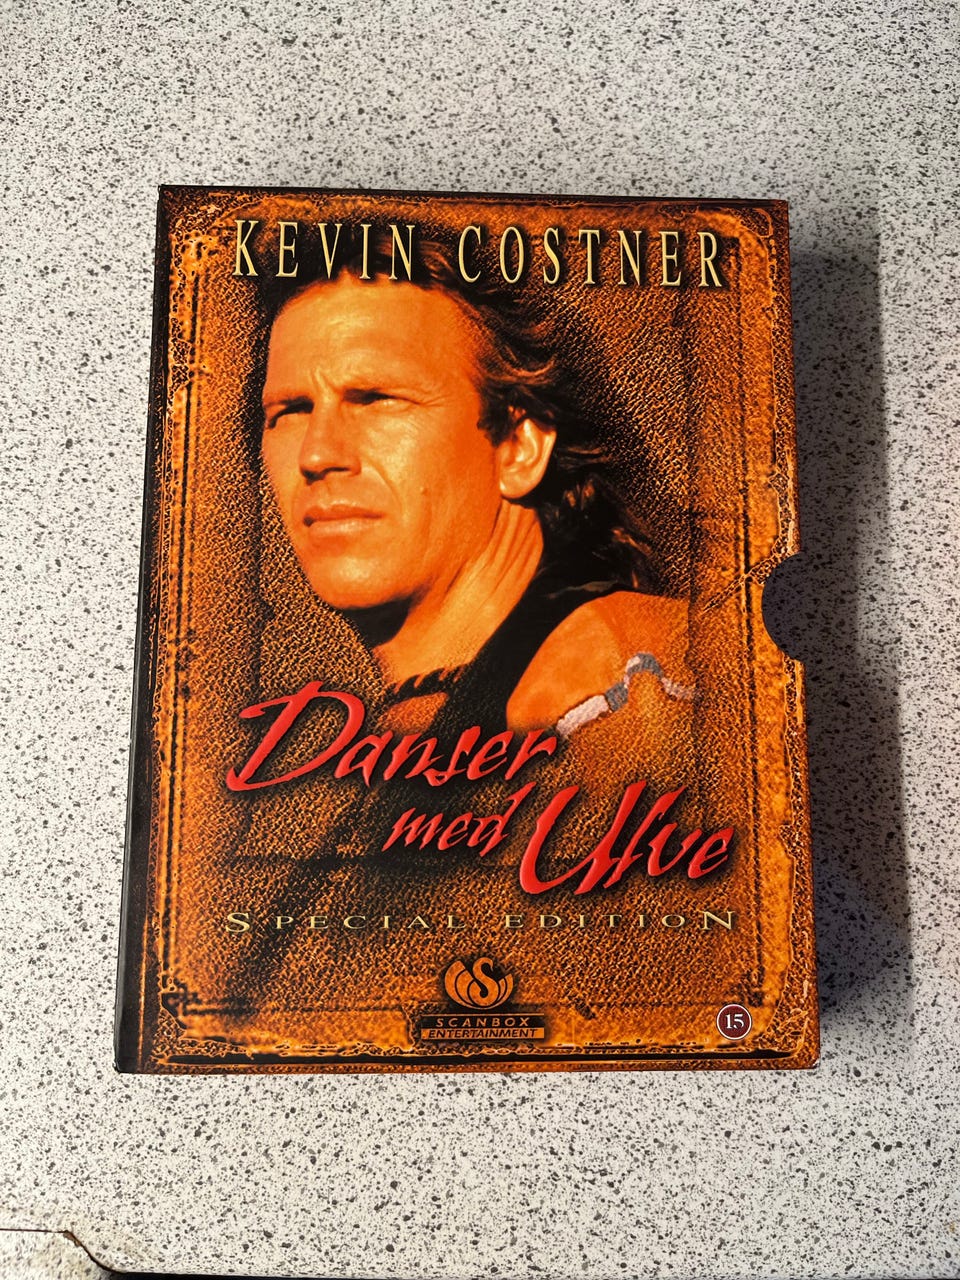 KEVIN COSTNER
Danser
med Ulve
SPECIAL EDITION
S
SCANBOX
ENTERTAINMENT
15